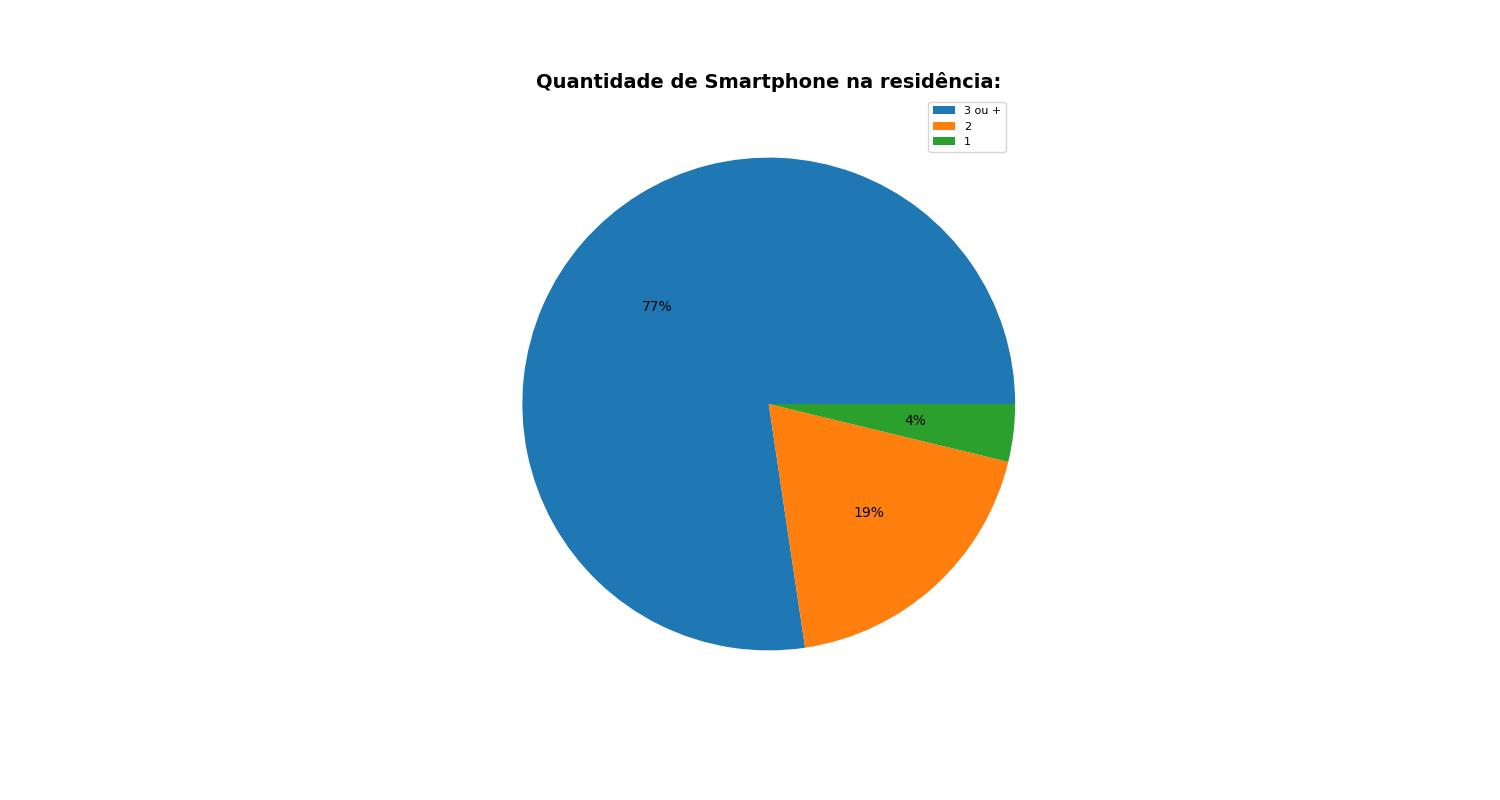 Quantidade de Smartphone na residência:
3 ou +
2
1
77%
4%
19%